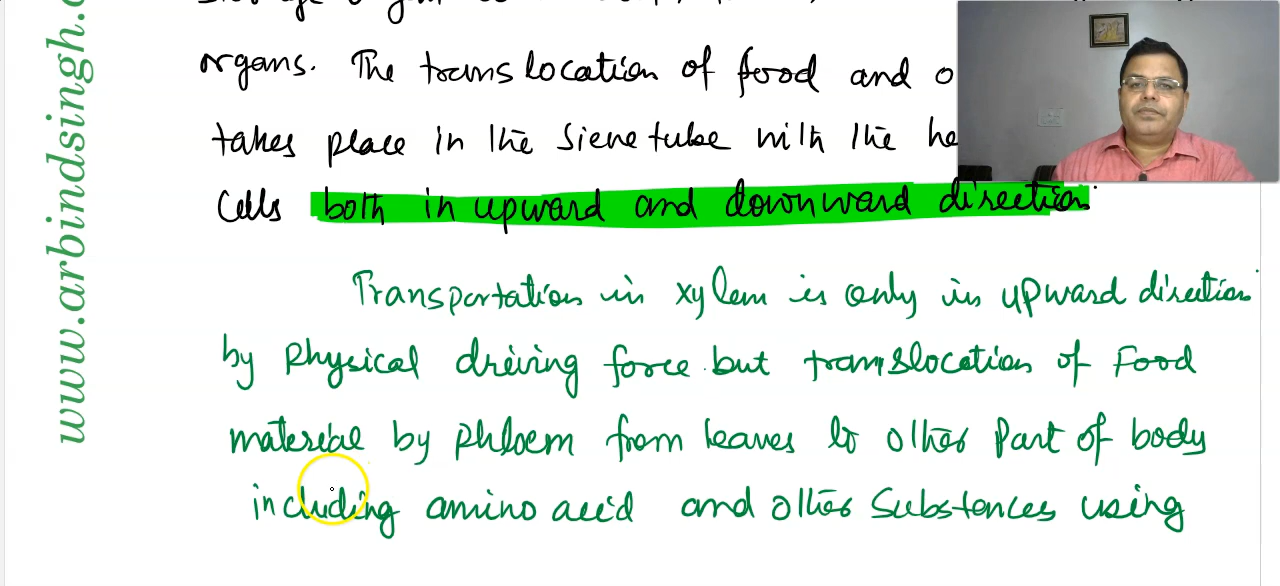 www.arbindsingh.c
organs. The translocation of food and o
takes place in the sieve tube with the he
cells both in upward and downward direction.
Transportation in xylem is only in upward direction
by Physical driving force but translocation of Food
material by Phloem from leaves to other Part of body
including amino acid and other substances using